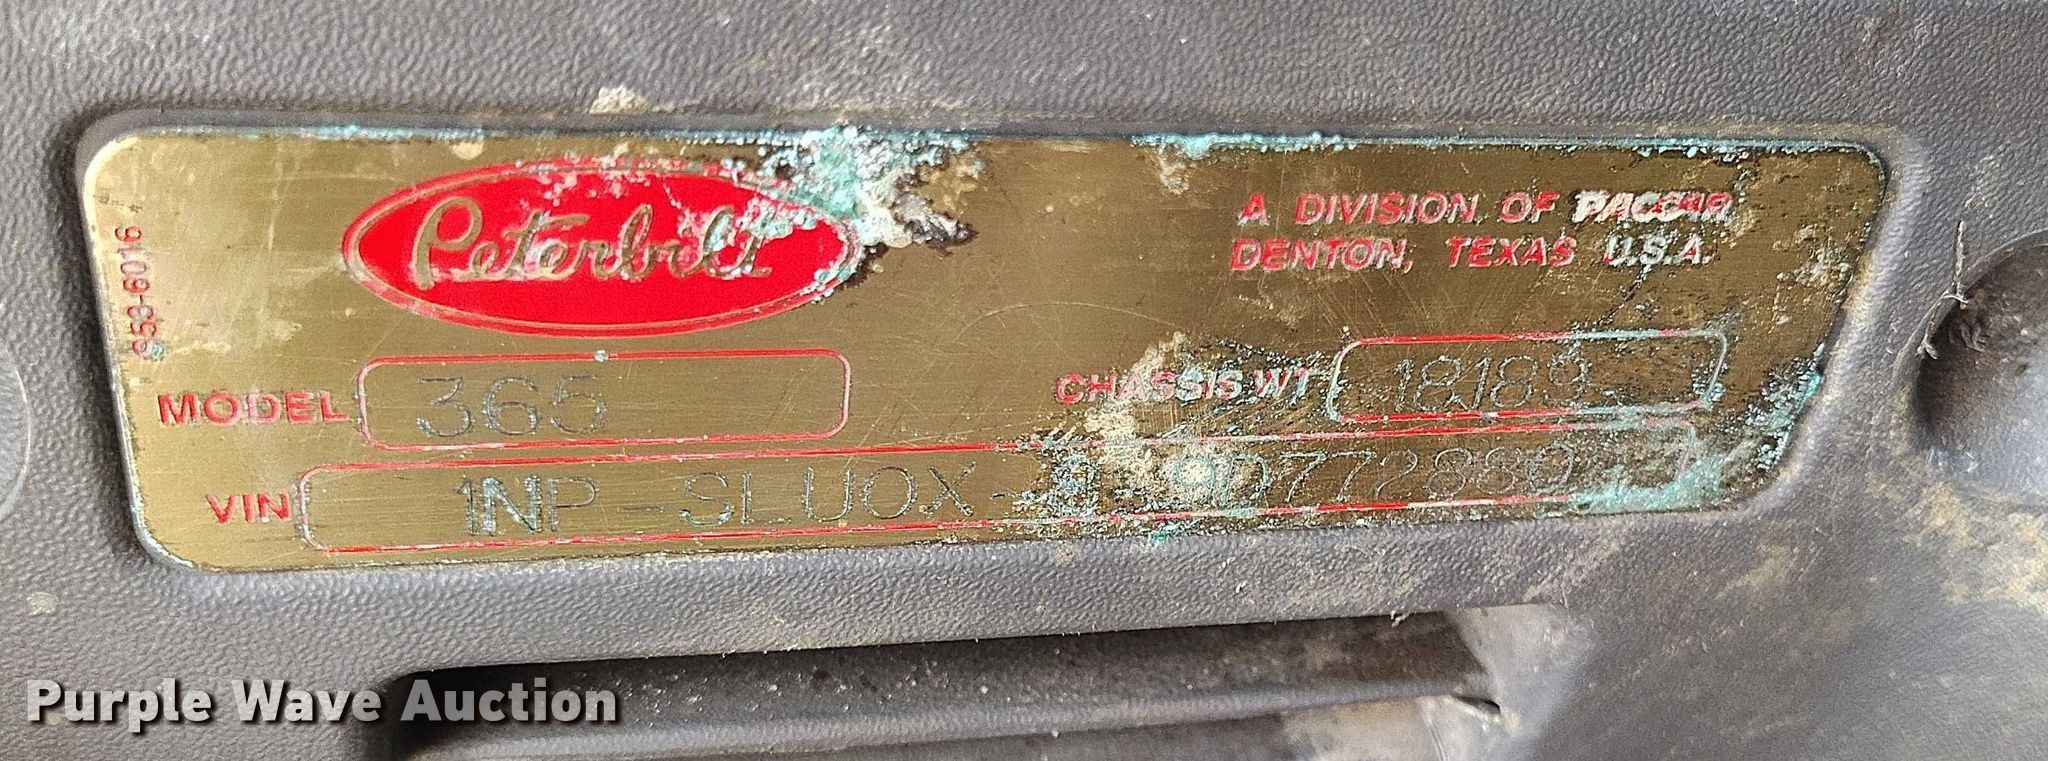 Peterbilt
A DIVISION OF PACCAR
DENTON, TEXAS U.S.A.
953-6016
MODEL 365
CHASSIS WT 18189
VIN 1NP-SLUOX-
Purple Wave Auction